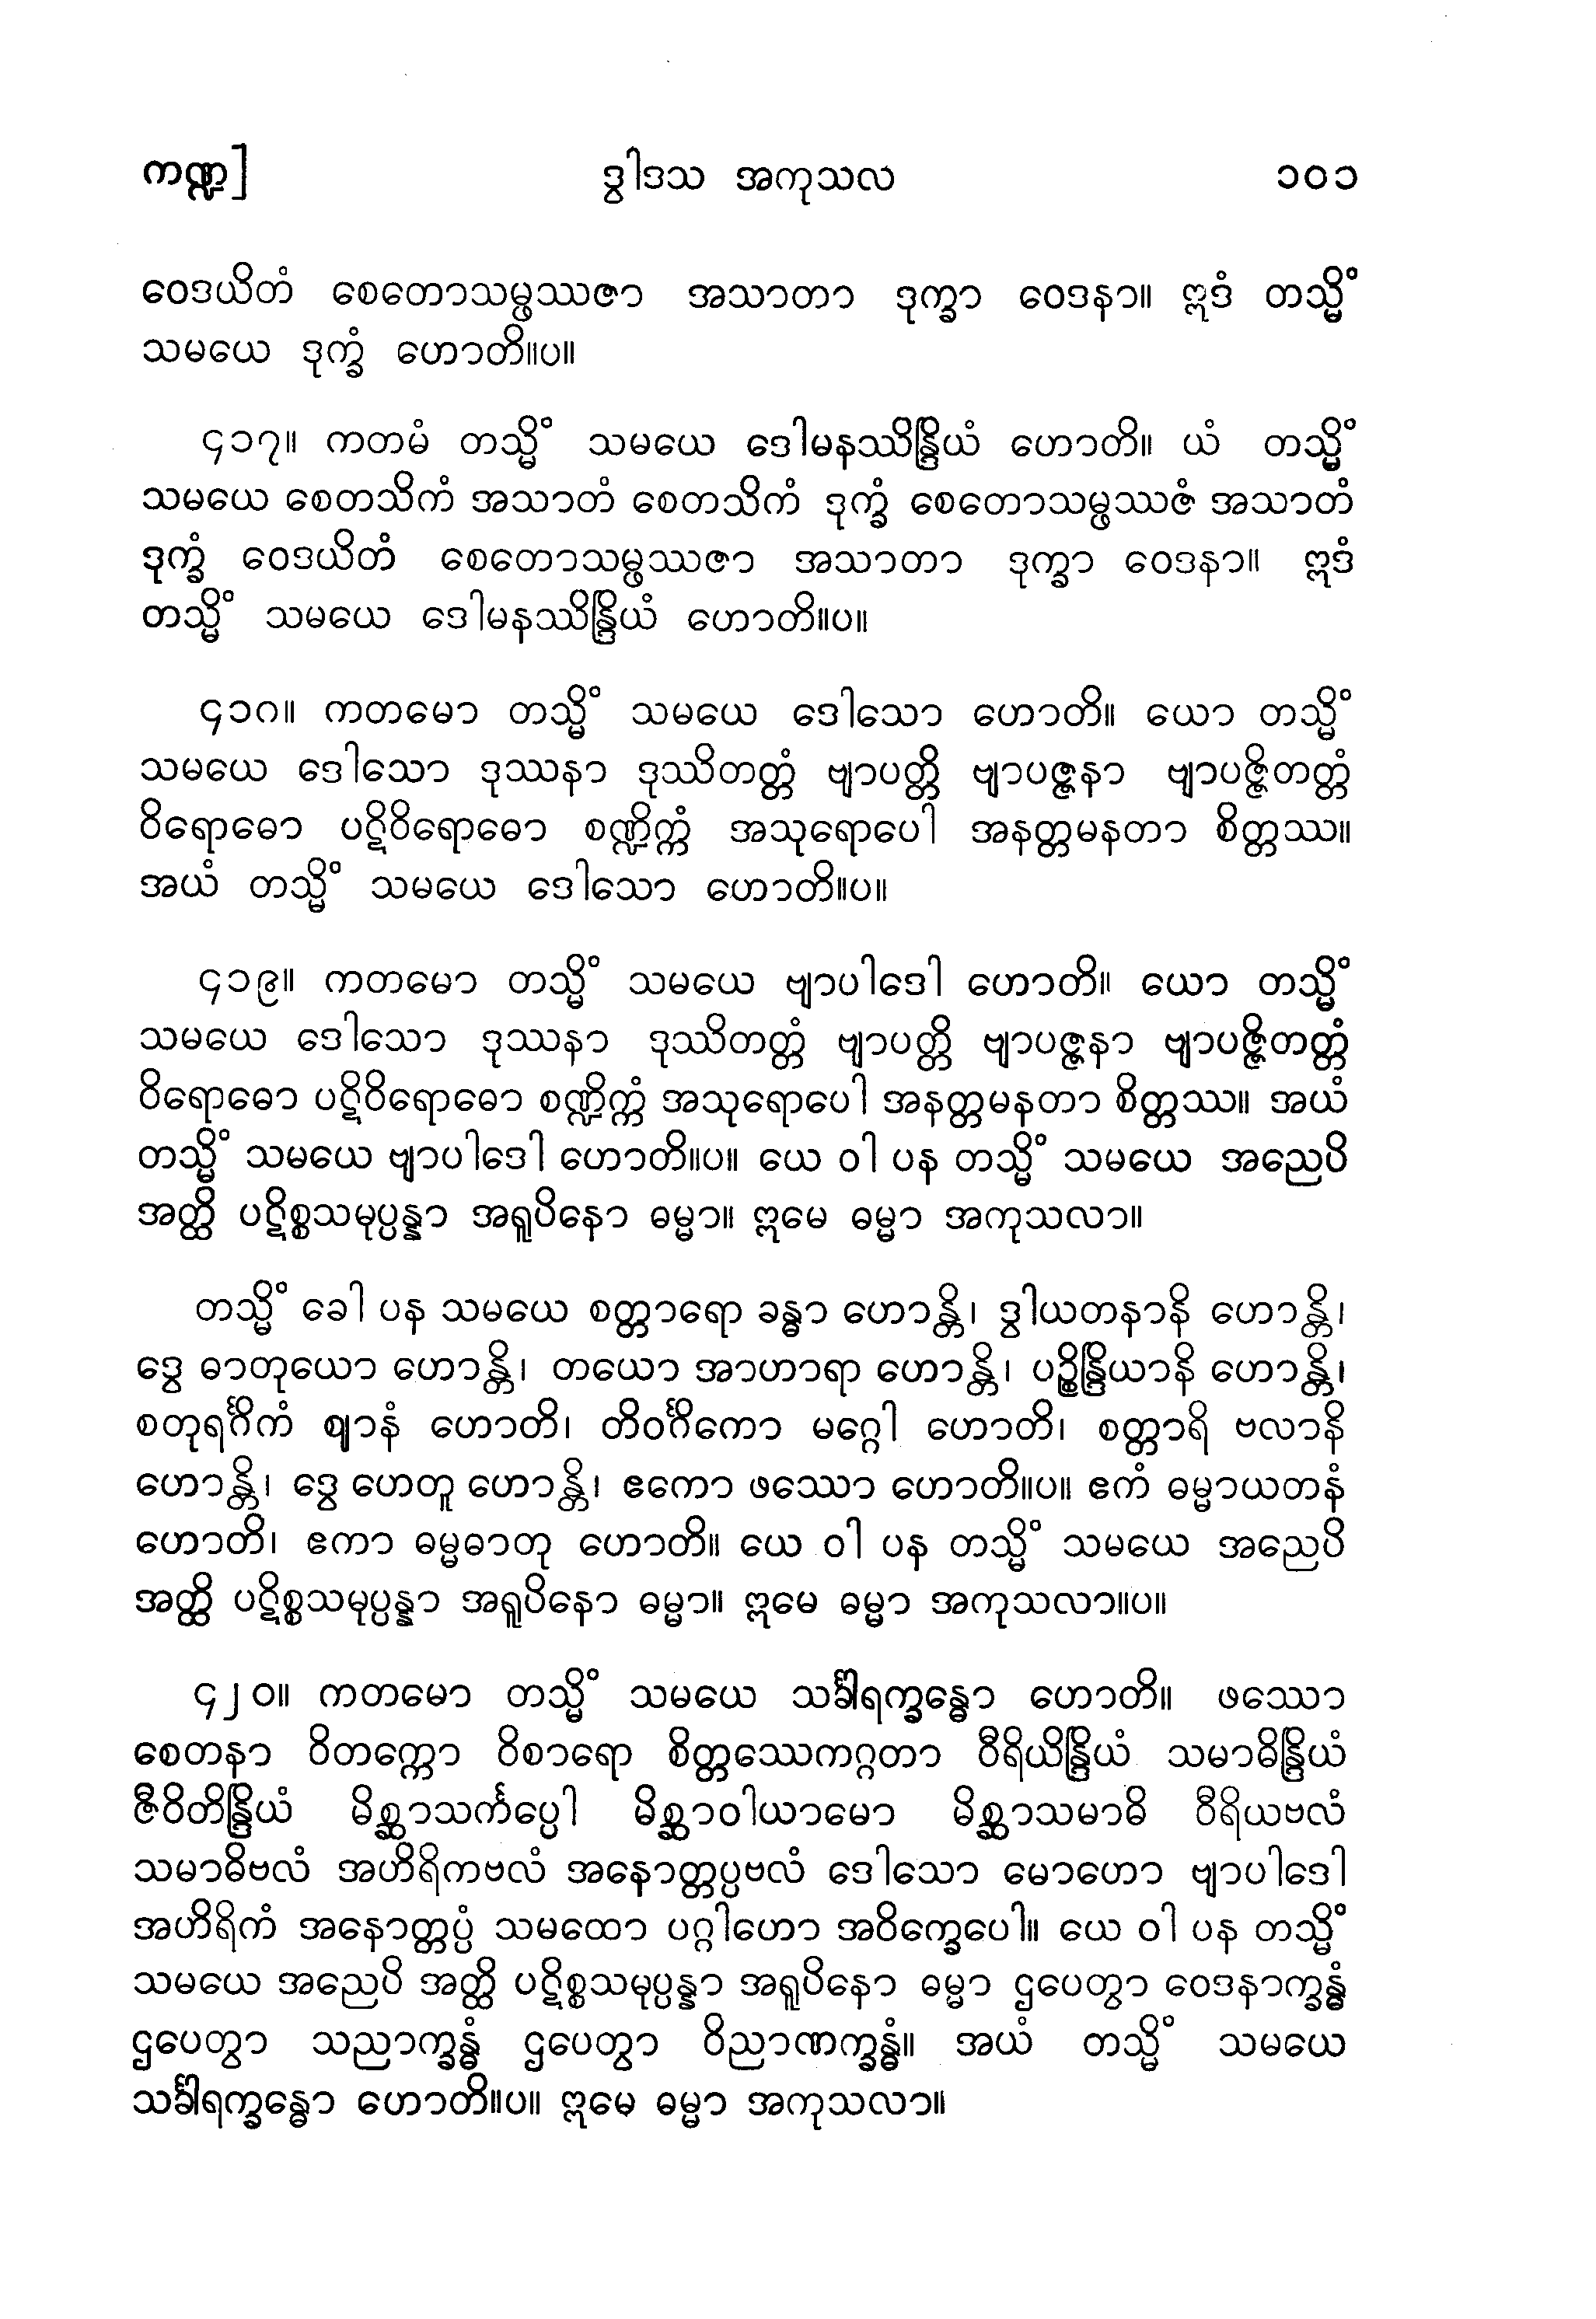 ကဏ္ဍ] ဒွါဒသ အကုသလ ၁၀၁
ဝေဒယိတံ စေတောသမ္ဖဿဇာ အသာတာ ဒုက္ခာ ဝေဒနာ။ ဣဒံ တသ္မိံ
သမယေ ဒုက္ခံ ဟောတိ။ပ။
၄၁၇။ ကတမံ တသ္မိံ သမယေ ဒေါမနဿိန္ဒြိယံ ဟောတိ။ ယံ တသ္မိံ
သမယေ စေတသိကံ အသာတံ စေတသိကံ ဒုက္ခံ စေတောသမ္ဖဿဇံ အသာတံ
ဒုက္ခံ ဝေဒယိတံ စေတောသမ္ဖဿဇာ အသာတာ ဒုက္ခာ ဝေဒနာ။ ဣဒံ
တသ္မိံ သမယေ ဒေါမနဿိန္ဒြိယံ ဟောတိ။ပ။
၄၁၈။ ကတမော တသ္မိံ သမယေ ဒေါသော ဟောတိ။ ယော တသ္မိံ
သမယေ ဒေါသော ဒုဿနာ ဒုဿိတတ္တံ ဗျာပတ္တိ ဗျာပဇ္ဇနာ ဗျာပဇ္ဇိတတ္တံ
ဝိရောဓော ပဋိဝိရောဓော စဏ္ဍိက္ကံ အသုရောပေါ အနတ္တမနတာ စိတ္တဿ။
အယံ တသ္မိံ သမယေ ဒေါသော ဟောတိ။ပ။
၄၁၉။ ကတမော တသ္မိံ သမယေ ဗျာပါဒေါ ဟောတိ။ ယော တသ္မိံ
သမယေ ဒေါသော ဒုဿနာ ဒုဿိတတ္တံ ဗျာပတ္တိ ဗျာပဇ္ဇနာ ဗျာပဇ္ဇိတတ္တံ
ဝိရောဓော ပဋိဝိရောဓော စဏ္ဍိက္ကံ အသုရောပေါ အနတ္တမနတာ စိတ္တဿ။ အယံ
တသ္မိံ သမယေ ဗျာပါဒေါ ဟောတိ။ပ။ ယေ ဝါ ပန တသ္မိံ သမယေ အညေပိ
အတ္ထိ ပဋိစ္စသမုပ္ပန္နာ အရူပိနော ဓမ္မာ။ ဣမေ ဓမ္မာ အကုသလာ။
တသ္မိံ ခေါ ပန သမယေ စတ္တာရော ခန္ဓာ ဟောန္တိ၊ ဒွါယတနာနိ ဟောန္တိ၊
ဒွေ ဓာတုယော ဟောန္တိ၊ တယော အာဟာရာ ဟောန္တိ၊ ပဉ္စိန္ဒြိယာနိ ဟောန္တိ၊
စတုရင်္ဂိကံ ဈာနံ ဟောတိ၊ တိဝင်္ဂိကော မဂ္ဂေါ ဟောတိ၊ စတ္တာရိ ဗလာနိ
ဟောန္တိ၊ ဒွေ ဟေတူ ဟောန္တိ၊ ဧကော ဖဿော ဟောတိ။ပ။ ဧကံ ဓမ္မာယတနံ
ဟောတိ၊ ဧကာ ဓမ္မဓာတု ဟောတိ။ ယေ ဝါ ပန တသ္မိံ သမယေ အညေပိ
အတ္ထိ ပဋိစ္စသမုပ္ပန္နာ အရူပိနော ဓမ္မာ။ ဣမေ ဓမ္မာ အကုသလာ။ပ။
၄၂၀။ ကတမော တသ္မိံ သမယေ သင်္ခါရက္ခန္ဓော ဟောတိ။ ဖဿော
စေတနာ ဝိတက္ကော ဝိစာရော စိတ္တဿေကဂ္ဂတာ ဝီရိယိန္ဒြိယံ သမာဓိန္ဒြိယံ
ဇီဝိတိန္ဒြိယံ မိစ္ဆာသင်္ကပ္ပေါ မိစ္ဆာဝါယာမော မိစ္ဆာသမာဓိ ဝီရိယဗလံ
သမာဓိဗလံ အဟိရိကဗလံ အနောတ္တပ္ပဗလံ ဒေါသော မောဟော ဗျာပါဒေါ
အဟိရိကံ အနောတ္တပ္ပံ သမထော ပဂ္ဂါဟော အဝိက္ခေပေါ။ ယေ ဝါ ပန တသ္မိံ
သမယေ အညေပိ အတ္ထိ ပဋိစ္စသမုပ္ပန္နာ အရူပိနော ဓမ္မာ ဌပေတွာ ဝေဒနာက္ခန္ဓံ
ဌပေတွာ သညာက္ခန္ဓံ ဌပေတွာ ဝိညာဏက္ခန္ဓံ။ အယံ တသ္မိံ သမယေ
သင်္ခါရက္ခန္ဓော ဟောတိ။ပ။ ဣမေ ဓမ္မာ အကုသလာ။